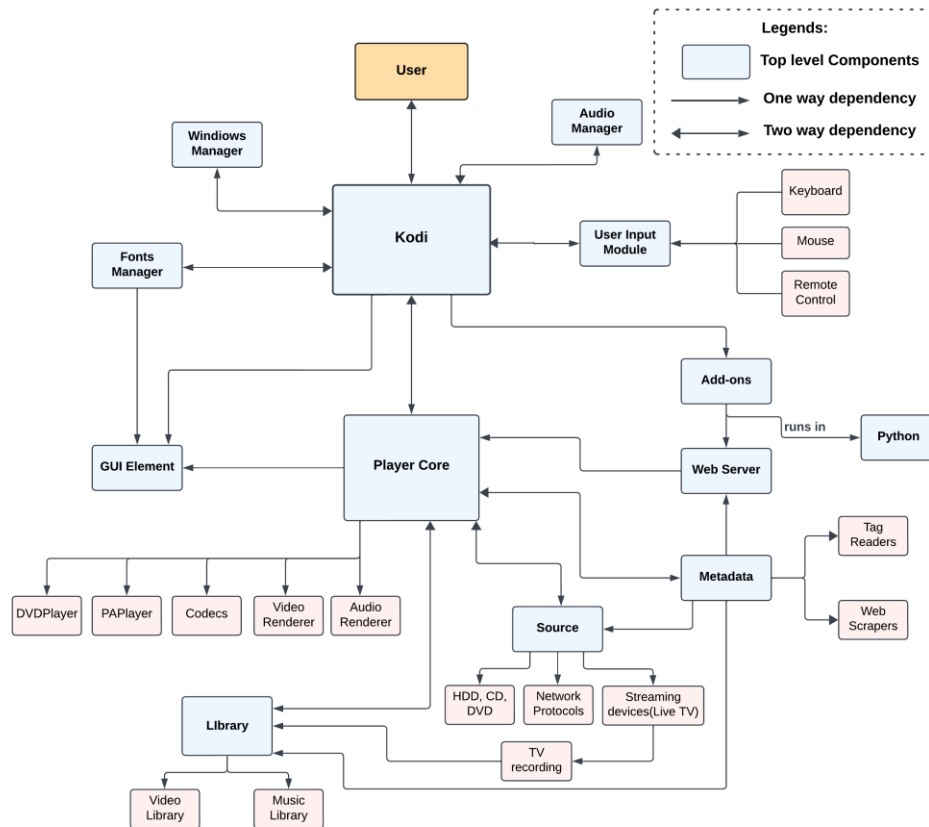 Legends:
Top level Components
One way dependency
Two way dependency
User
Audio
Manager
Windiows
Manager
Kodi
User Input
Module
Keyboard
Mouse
Remote
Control
Fonts
Manager
Add-ons
runs in
Python
GUI Element
Player Core
Web Server
Metadata
Tag
Readers
Web
Scrapers
DVDPlayer
PAPlayer
Codecs
Video
Renderer
Audio
Renderer
Source
HDD, CD,
DVD
Network
Protocols
Streaming
devices(Live TV)
LIbrary
TV
recording
Video
Library
Music
Library